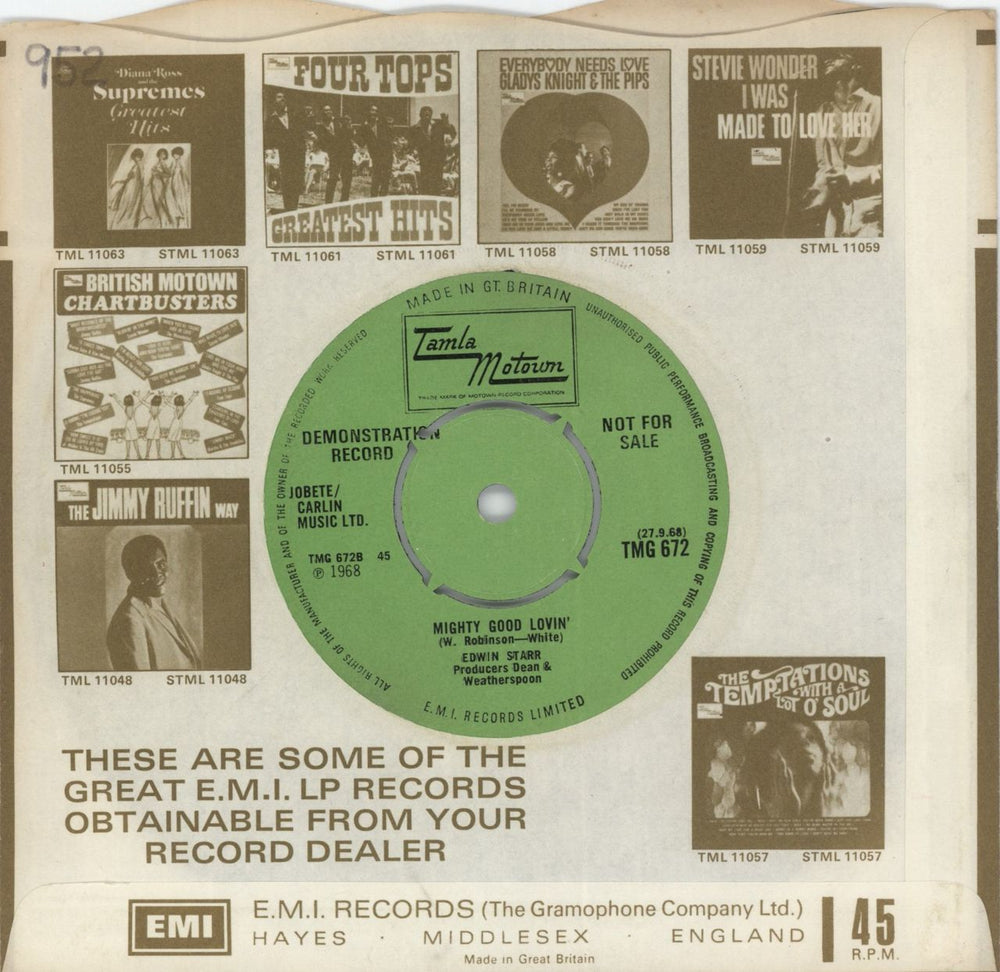 952
Diana Ross
and the
Supremes
Greatest
Hits
TML 11063 STML 11063
FOUR TOPS
GREATEST HITS
TML 11061 STML 11061
EVERYBODY NEEDS LOVE
GLADYS KNIGHT & THE PIPS
TML 11058 STML 11058
STEVIE WONDER
I WAS
MADE TO LOVE HER
TML 11059 STML 11059
BRITISH MOTOWN
CHARTBUSTERS
TML 11055
THE JIMMY RUFFIN WAY
TML 11048 STML 11048
MADE IN GT. BRITAIN
UNAUTHORISED PUBLIC PERFORMANCE BROADCASTING AND COPYING OF THIS RECORD PROHIBITED
ALL RIGHTS OF THE MANUFACTURER AND OF THE OWNER OF THE RECORDED WORK RESERVED
Tamla
Motown
TRADE MARK OF MOTOWN RECORD CORPORATION
DEMONSTRATION
RECORD
NOT FOR
SALE
JOBETE/
CARLIN
MUSIC LTD.
TMG 672B 45
℗ 1968
(27.9.68)
TMG 672
MIGHTY GOOD LOVIN'
(W. Robinson—White)
EDWIN STARR
Producers Dean &
Weatherspoon
E.M.I. RECORDS LIMITED
THE
TEMPTATIONS
WITH A
LOT O' SOUL
TML 11057 STML 11057
THESE ARE SOME OF THE
GREAT E.M.I. LP RECORDS
OBTAINABLE FROM YOUR
RECORD DEALER
EMI
E.M.I. RECORDS (The Gramophone Company Ltd.)
HAYES · MIDDLESEX · ENGLAND
Made in Great Britain
45
R.P.M.